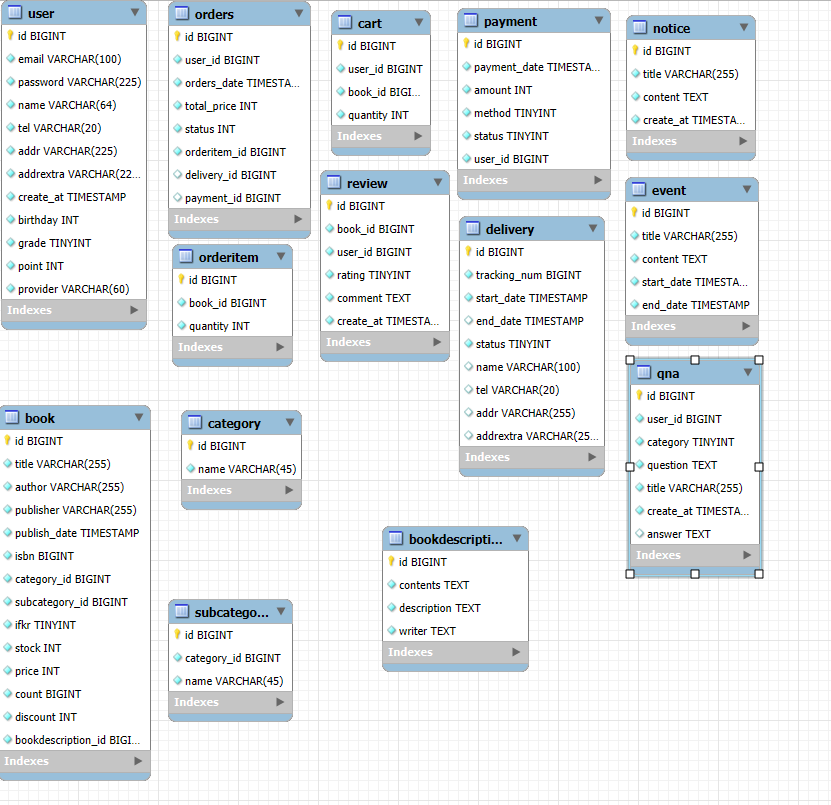 user
id BIGINT
email VARCHAR(100)
password VARCHAR(225)
name VARCHAR(64)
tel VARCHAR(20)
addr VARCHAR(225)
addrextra VARCHAR(22...
create_at TIMESTAMP
birthday INT
grade TINYINT
point INT
provider VARCHAR(60)
Indexes
orders
id BIGINT
user_id BIGINT
orders_date TIMESTA...
total_price INT
status INT
orderitem_id BIGINT
delivery_id BIGINT
payment_id BIGINT
Indexes
cart
id BIGINT
user_id BIGINT
book_id BIGI...
quantity INT
Indexes
payment
id BIGINT
payment_date TIMESTA...
amount INT
method TINYINT
status TINYINT
user_id BIGINT
Indexes
notice
id BIGINT
title VARCHAR(255)
content TEXT
create_at TIMESTA...
Indexes
orderitem
id BIGINT
book_id BIGINT
quantity INT
Indexes
review
id BIGINT
book_id BIGINT
user_id BIGINT
rating TINYINT
comment TEXT
create_at TIMESTA...
Indexes
delivery
id BIGINT
tracking_num BIGINT
start_date TIMESTAMP
end_date TIMESTAMP
status TINYINT
name VARCHAR(100)
tel VARCHAR(20)
addr VARCHAR(255)
addrextra VARCHAR(25...
Indexes
event
id BIGINT
title VARCHAR(255)
content TEXT
start_date TIMESTA...
end_date TIMESTAMP
Indexes
qna
id BIGINT
user_id BIGINT
category TINYINT
question TEXT
title VARCHAR(255)
create_at TIMESTA...
answer TEXT
Indexes
book
id BIGINT
title VARCHAR(255)
author VARCHAR(255)
publisher VARCHAR(255)
publish_date TIMESTAMP
isbn BIGINT
category_id BIGINT
subcategory_id BIGINT
ifkr TINYINT
stock INT
price INT
count BIGINT
discount INT
bookdescription_id BIGI...
Indexes
category
id BIGINT
name VARCHAR(45)
Indexes
subcatego...
id BIGINT
category_id BIGINT
name VARCHAR(45)
Indexes
bookdescripti...
id BIGINT
contents TEXT
description TEXT
writer TEXT
Indexes